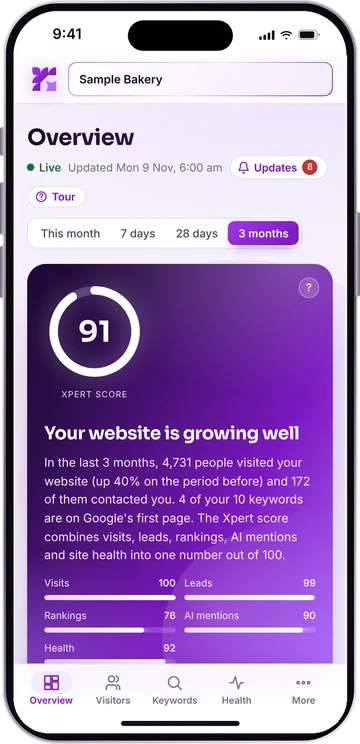 9:41
Sample Bakery
Overview
Live Updated Mon 9 Nov, 6:00 am Updates 8
Tour
This month 7 days 28 days 3 months
?
91
XPERT SCORE
Your website is growing well
In the last 3 months, 4,731 people visited your
website (up 40% on the period before) and 172
of them contacted you. 4 of your 10 keywords
are on Google's first page. The Xpert score
combines visits, leads, rankings, AI mentions
and site health into one number out of 100.
Visits 100 Leads 99
Rankings 76 AI mentions 90
Health 92
Overview Visitors Keywords Health More